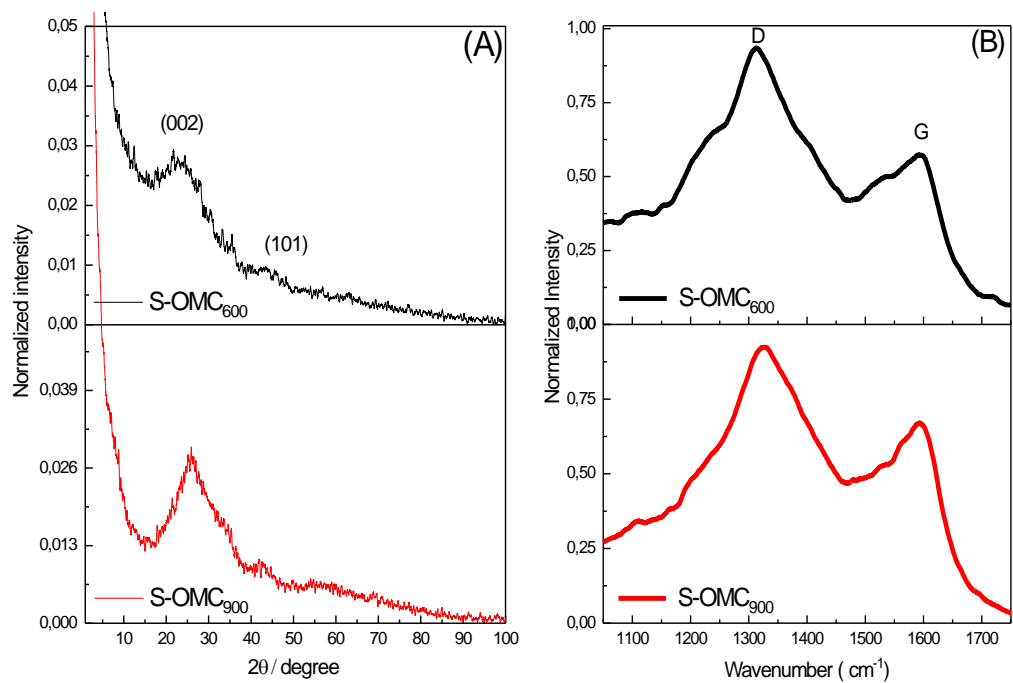 (A)
0,05
0,04
0,03
0,02
0,01
0,00
(002)
(101)
S-OMC600
Normalized intensity
0,039
0,026
0,013
0,000
S-OMC900
10 20 30 40 50 60 70 80 90 100
2θ / degree
(B)
1,00
0,75
0,50
0,25
0,00
D
G
S-OMC600
Normalized Intensity
1,00
0,75
0,50
0,25
0,00
S-OMC900
1100 1200 1300 1400 1500 1600 1700
Wavenumber ( cm-1)